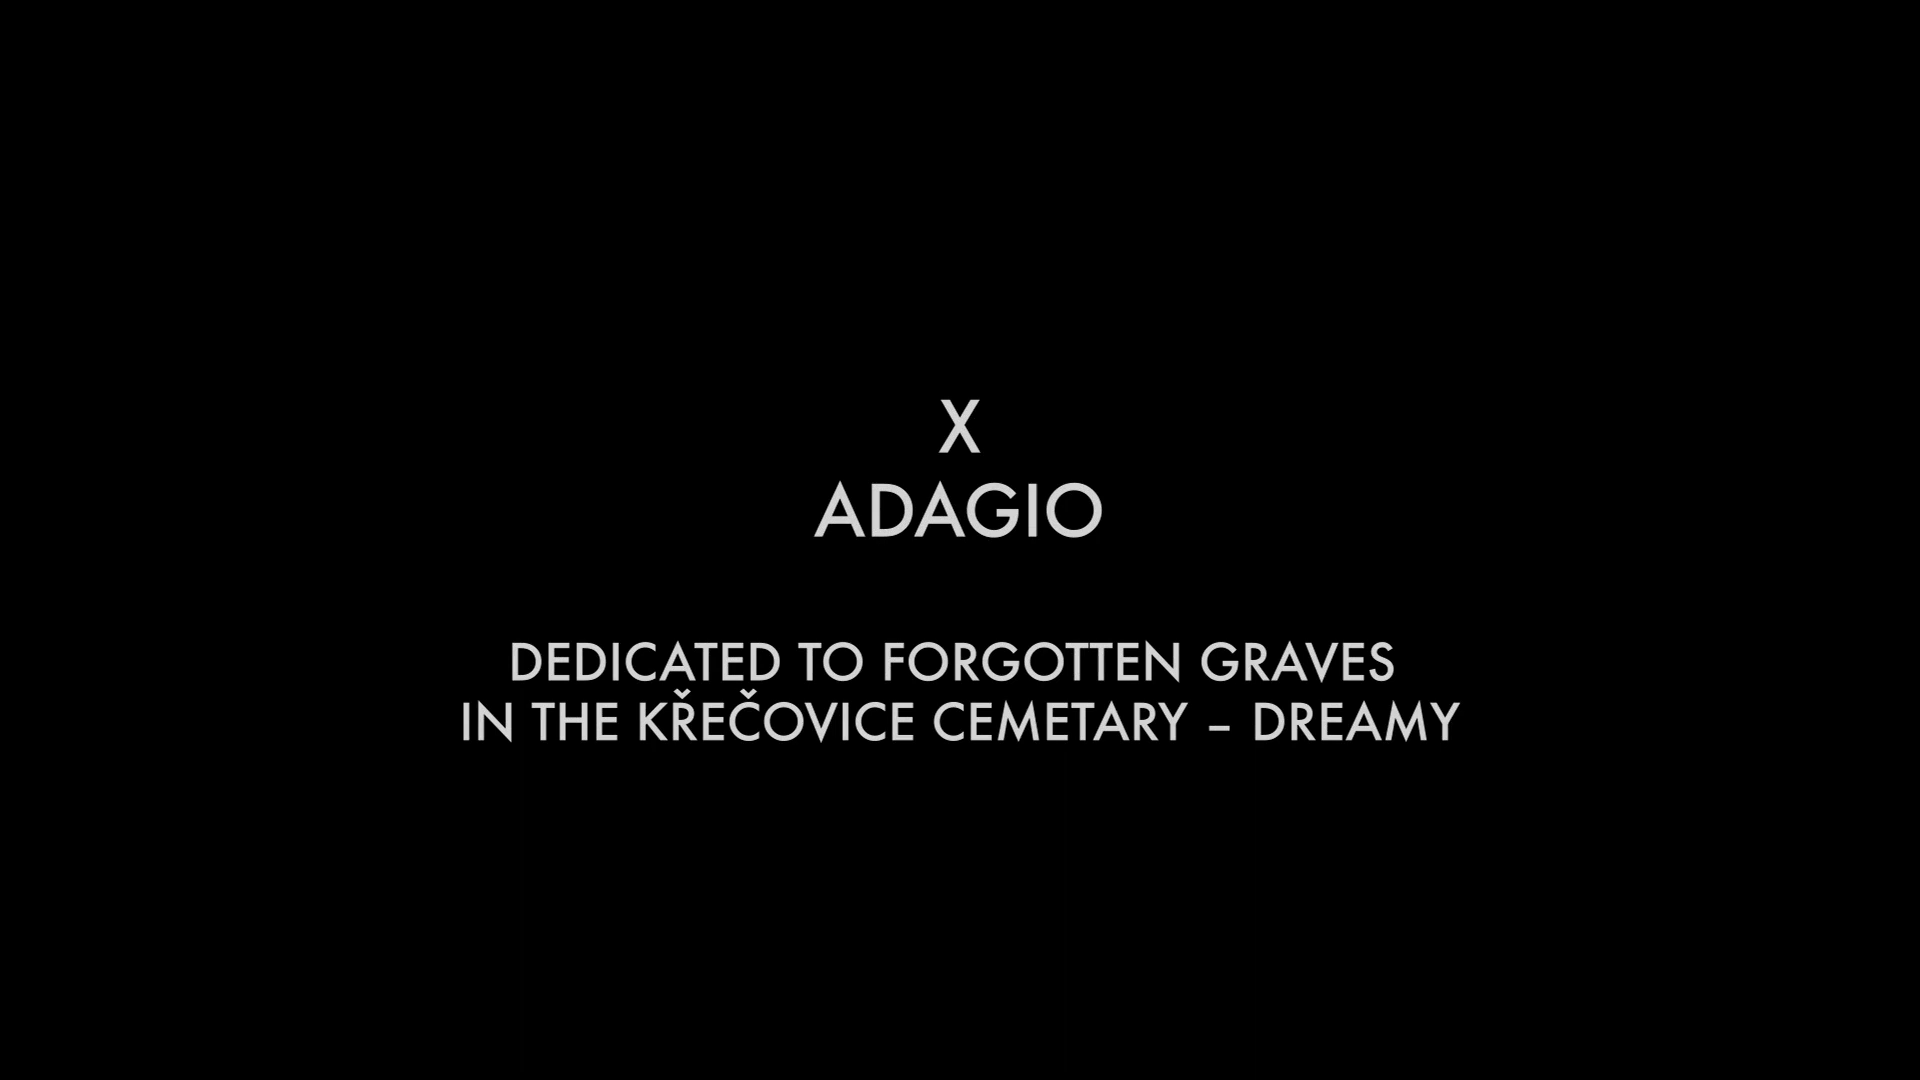 X
ADAGIO
DEDICATED TO FORGOTTEN GRAVES
IN THE KŘEČOVICE CEMETARY – DREAMY